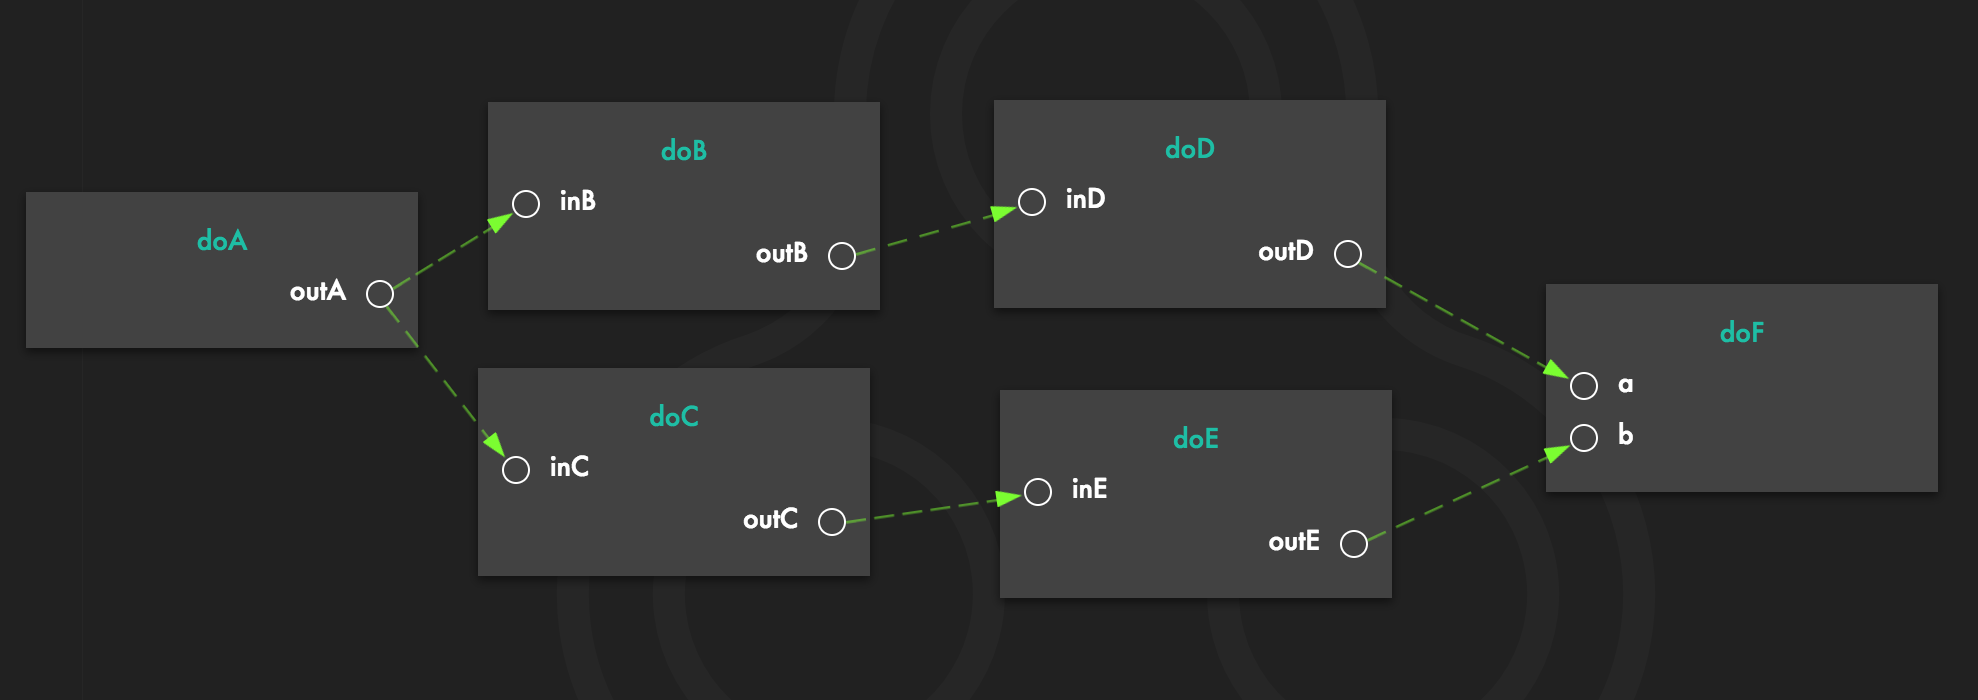 doA
outA
doB
inB
outB
doC
inC
outC
doD
inD
outD
doE
inE
outE
doF
a
b